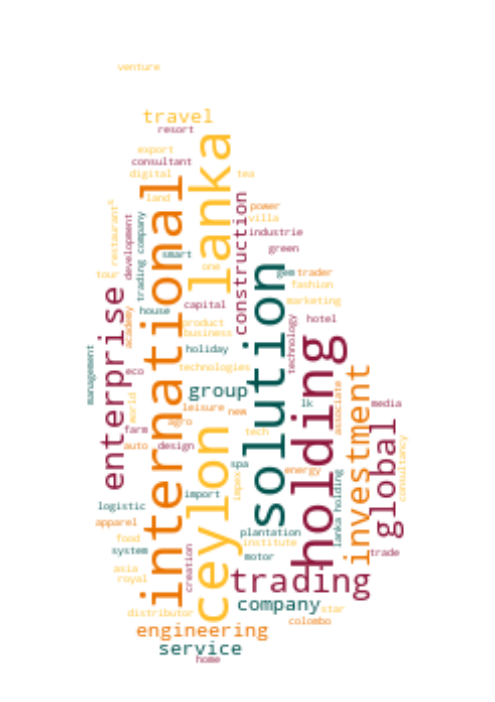 venture
travel
resort
export
consultant
digital
tea
land
international
lanka
restaurant
development
trading company
construction
power
villa
industrie
green
smart
one
tour
gem
trader
fashion
marketing
solution
enterprise
house
capital
academy
product
business
hotel
technology
holding
holiday
management
eco
technologies
group
world
leisure
new
agro
lk
associate
investment
media
farm
auto
design
tech
ceylon
global
consultancy
spa
energy
impex
import
lanka holding
logistic
apparel
food
system
plantation
institute
motor
trade
creation
asia
royal
trading
distributor
company
star
colombo
engineering
service
home